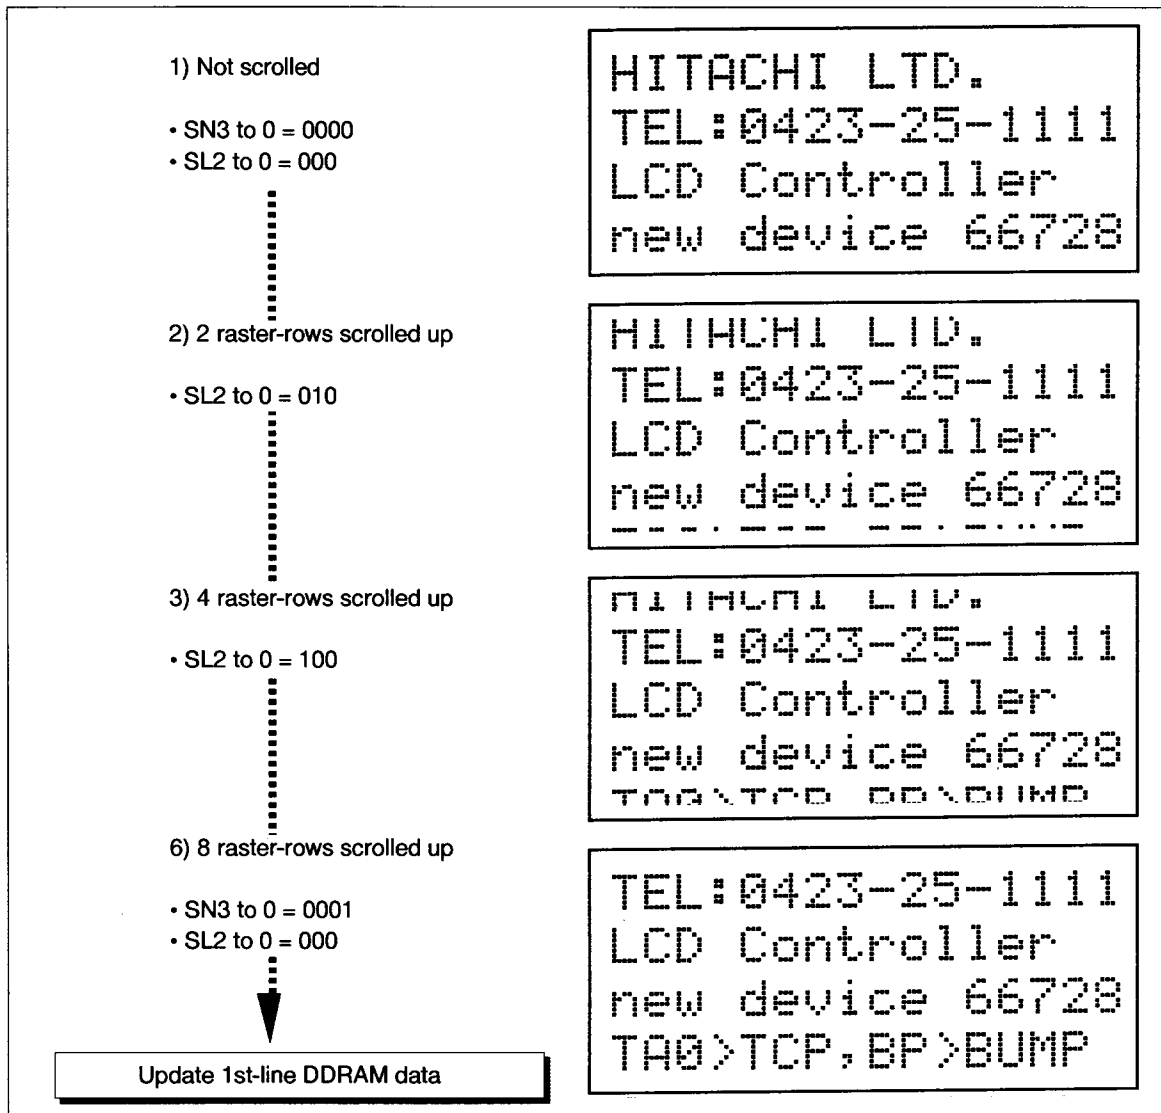 1) Not scrolled
• SN3 to 0 = 0000
• SL2 to 0 = 000
HITACHI LTD.
TEL:0423-25-1111
LCD Controller
new device 66728
2) 2 raster-rows scrolled up
• SL2 to 0 = 010
HITACHI LTD.
TEL:0423-25-1111
LCD Controller
new device 66728
3) 4 raster-rows scrolled up
• SL2 to 0 = 100
HITACHI LTD.
TEL:0423-25-1111
LCD Controller
new device 66728
6) 8 raster-rows scrolled up
• SN3 to 0 = 0001
• SL2 to 0 = 000
TEL:0423-25-1111
LCD Controller
new device 66728
TA0>TCP,BP>BUMP
Update 1st-line DDRAM data